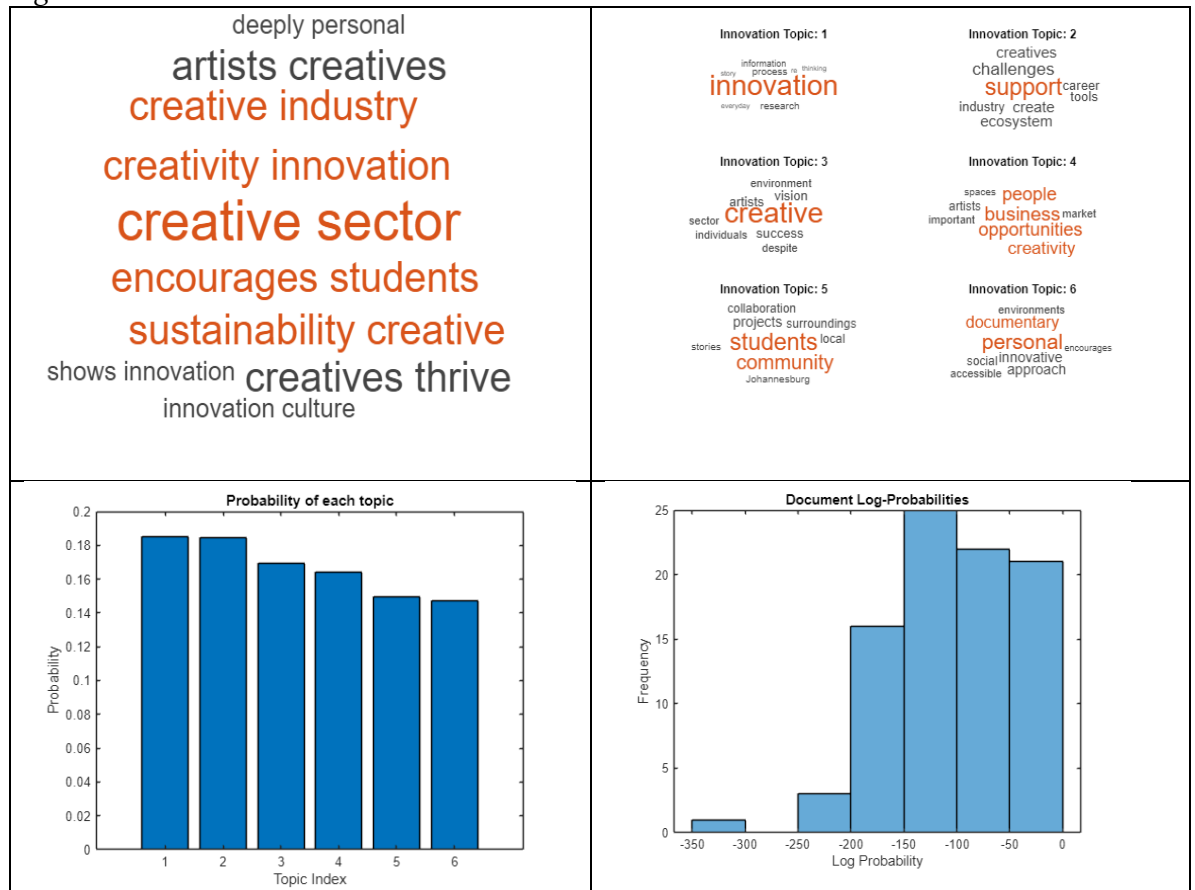 deeply personal
artists creatives
creative industry
creativity innovation
creative sector
encourages students
sustainability creative
shows innovation creatives thrive
innovation culture
Innovation Topic: 1
information
story process re thinking
innovation
everyday research
Innovation Topic: 2
creatives
challenges
support career
tools
industry create
ecosystem
Innovation Topic: 3
environment
artists vision
sector creative
individuals success
despite
Innovation Topic: 4
spaces people
artists
business market
important
opportunities
creativity
Innovation Topic: 5
collaboration
projects surroundings
stories students local
community
Johannesburg
Innovation Topic: 6
environments
documentary
personal encourages
social innovative
accessible approach
Probability of each topic
0.2
0.18
0.16
0.14
0.12
0.1
0.08
0.06
0.04
0.02
0
Probability
1 2 3 4 5 6
Topic Index
Document Log-Probabilities
25
20
15
10
5
0
Frequency
-350 -300 -250 -200 -150 -100 -50 0
Log Probability